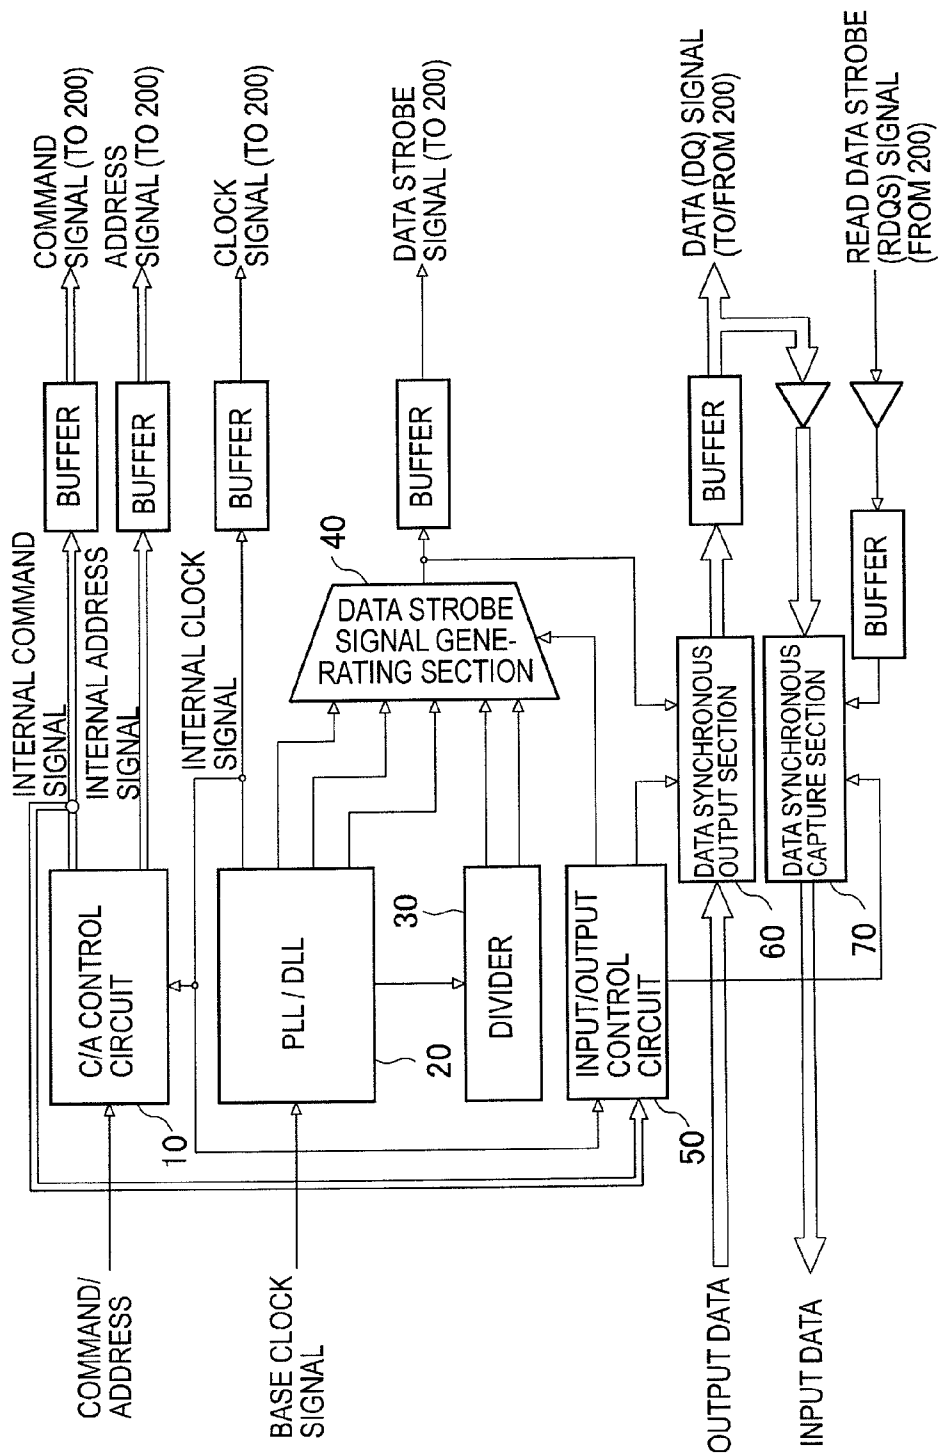 COMMAND
SIGNAL (TO 200)
ADDRESS
SIGNAL (TO 200)
CLOCK
SIGNAL (TO 200)
DATA STROBE
SIGNAL (TO 200)
DATA (DQ) SIGNAL
(TO/FROM 200)
READ DATA STROBE
(RDQS) SIGNAL
(FROM 200)
BUFFER
BUFFER
BUFFER
BUFFER
BUFFER
BUFFER
INTERNAL COMMAND
SIGNAL
INTERNAL ADDRESS
SIGNAL
INTERNAL CLOCK
SIGNAL
40
DATA STROBE
SIGNAL GENE-
RATING SECTION
DATA SYNCHRONOUS
OUTPUT SECTION
60
DATA SYNCHRONOUS
CAPTURE SECTION
70
C/A CONTROL
CIRCUIT
10
PLL / DLL
20
30
DIVIDER
INPUT/OUTPUT
CONTROL
CIRCUIT
50
COMMAND/
ADDRESS
BASE CLOCK
SIGNAL
OUTPUT DATA
INPUT DATA